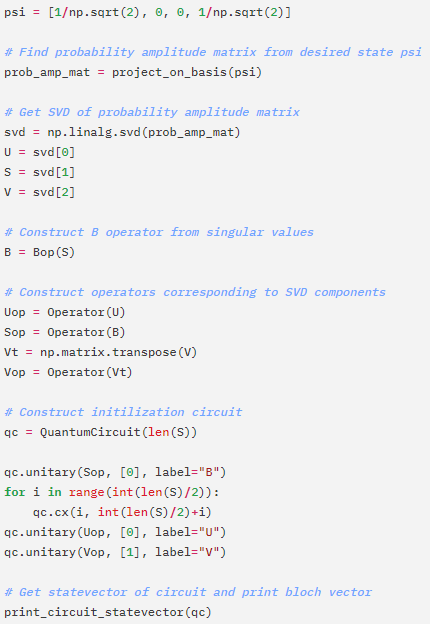 psi = [1/np.sqrt(2), 0, 0, 1/np.sqrt(2)]
# Find probability amplitude matrix from desired state psi
prob_amp_mat = project_on_basis(psi)
# Get SVD of probability amplitude matrix
svd = np.linalg.svd(prob_amp_mat)
U = svd[0]
S = svd[1]
V = svd[2]
# Construct B operator from singular values
B = Bop(S)
# Construct operators corresponding to SVD components
Uop = Operator(U)
Sop = Operator(B)
Vt = np.matrix.transpose(V)
Vop = Operator(Vt)
# Construct initilization circuit
qc = QuantumCircuit(len(S))
qc.unitary(Sop, [0], label="B")
for i in range(int(len(S)/2)):
    qc.cx(i, int(len(S)/2)+i)
qc.unitary(Uop, [0], label="U")
qc.unitary(Vop, [1], label="V")
# Get statevector of circuit and print bloch vector
print_circuit_statevector(qc)